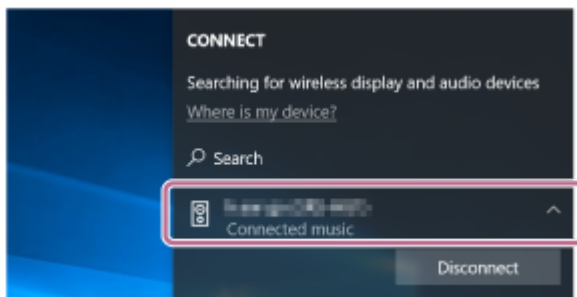 CONNECT
Searching for wireless display and audio devices
Where is my device?
Search
Connected music
Disconnect